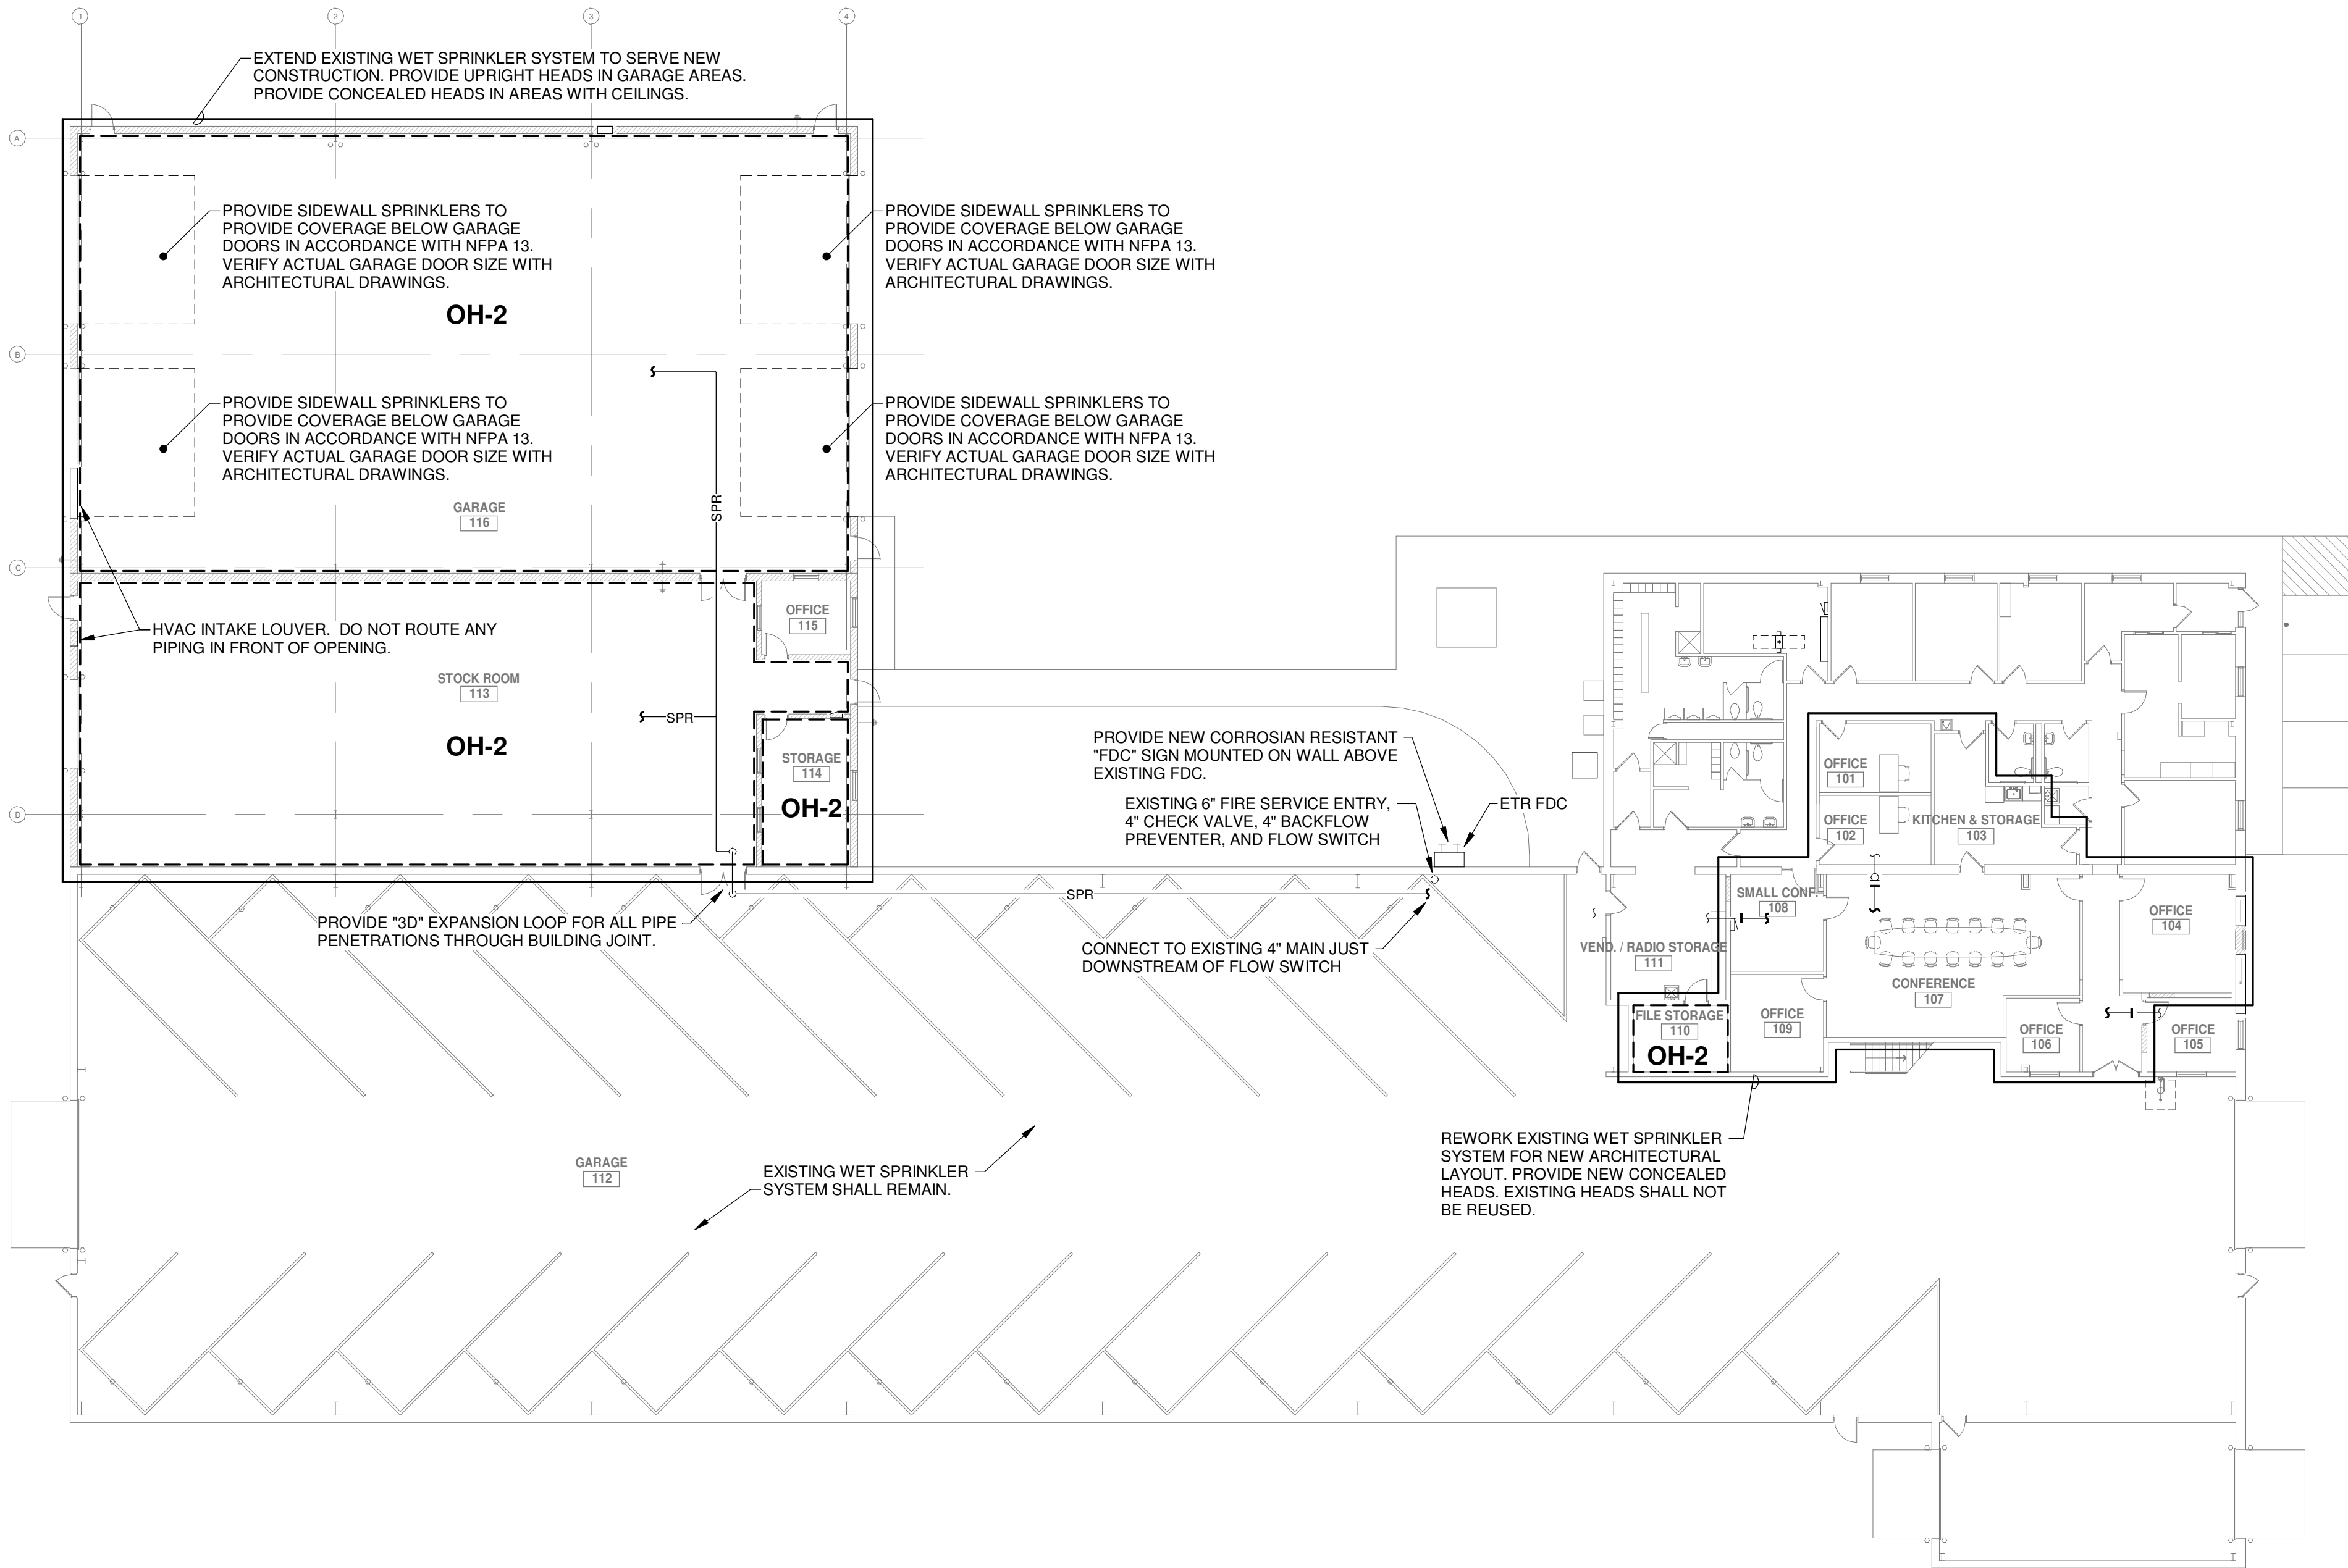 1
2
3
4
EXTEND EXISTING WET SPRINKLER SYSTEM TO SERVE NEW
CONSTRUCTION. PROVIDE UPRIGHT HEADS IN GARAGE AREAS.
PROVIDE CONCEALED HEADS IN AREAS WITH CEILINGS.
A
PROVIDE SIDEWALL SPRINKLERS TO
PROVIDE COVERAGE BELOW GARAGE
DOORS IN ACCORDANCE WITH NFPA 13.
VERIFY ACTUAL GARAGE DOOR SIZE WITH
ARCHITECTURAL DRAWINGS.
PROVIDE SIDEWALL SPRINKLERS TO
PROVIDE COVERAGE BELOW GARAGE
DOORS IN ACCORDANCE WITH NFPA 13.
VERIFY ACTUAL GARAGE DOOR SIZE WITH
ARCHITECTURAL DRAWINGS.
OH-2
B
PROVIDE SIDEWALL SPRINKLERS TO
PROVIDE COVERAGE BELOW GARAGE
DOORS IN ACCORDANCE WITH NFPA 13.
VERIFY ACTUAL GARAGE DOOR SIZE WITH
ARCHITECTURAL DRAWINGS.
PROVIDE SIDEWALL SPRINKLERS TO
PROVIDE COVERAGE BELOW GARAGE
DOORS IN ACCORDANCE WITH NFPA 13.
VERIFY ACTUAL GARAGE DOOR SIZE WITH
ARCHITECTURAL DRAWINGS.
SPR
GARAGE
116
C
OFFICE
115
HVAC INTAKE LOUVER. DO NOT ROUTE ANY
PIPING IN FRONT OF OPENING.
STOCK ROOM
113
SPR
OH-2
STORAGE
114
OH-2
D
PROVIDE NEW CORROSIAN RESISTANT
"FDC" SIGN MOUNTED ON WALL ABOVE
EXISTING FDC.
EXISTING 6" FIRE SERVICE ENTRY,
4" CHECK VALVE, 4" BACKFLOW
PREVENTER, AND FLOW SWITCH
ETR FDC
OFFICE
101
OFFICE
102
KITCHEN & STORAGE
103
SPR
PROVIDE "3D" EXPANSION LOOP FOR ALL PIPE
PENETRATIONS THROUGH BUILDING JOINT.
CONNECT TO EXISTING 4" MAIN JUST
DOWNSTREAM OF FLOW SWITCH
SMALL CONF.
108
OFFICE
104
VEND. / RADIO STORAGE
111
CONFERENCE
107
FILE STORAGE
110
OH-2
OFFICE
109
OFFICE
106
OFFICE
105
GARAGE
112
EXISTING WET SPRINKLER
SYSTEM SHALL REMAIN.
REWORK EXISTING WET SPRINKLER
SYSTEM FOR NEW ARCHITECTURAL
LAYOUT. PROVIDE NEW CONCEALED
HEADS. EXISTING HEADS SHALL NOT
BE REUSED.